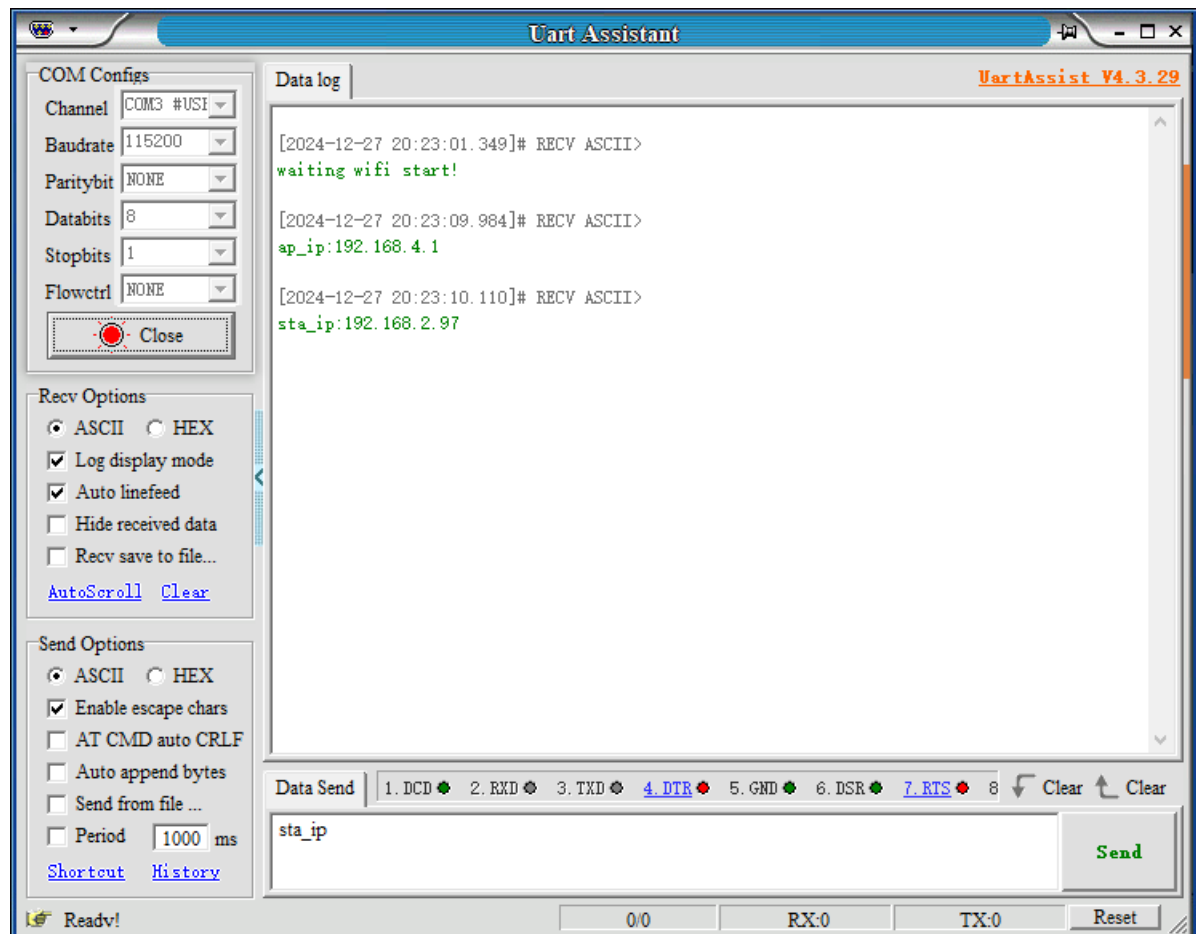 Uart Assistant
COM Configs
Channel COM3 #USI
Baudrate 115200
Paritybit NONE
Databits 8
Stopbits 1
Flowctrl NONE
Close
Recv Options
ASCII HEX
Log display mode
Auto linefeed
Hide received data
Recv save to file...
AutoScroll Clear
Send Options
ASCII HEX
Enable escape chars
AT CMD auto CRLF
Auto append bytes
Send from file ...
Period 1000 ms
Shortcut History
Data log
UartAssist V4.3.29
[2024-12-27 20:23:01.349]# RECV ASCII>
waiting wifi start!
[2024-12-27 20:23:09.984]# RECV ASCII>
ap_ip:192.168.4.1
[2024-12-27 20:23:10.110]# RECV ASCII>
sta_ip:192.168.2.97
Data Send 1. DCD 2. RXD 3. TXD 4. DTR 5. GND 6. DSR 7. RTS 8 Clear Clear
sta_ip
Send
Ready! 0/0 RX:0 TX:0 Reset